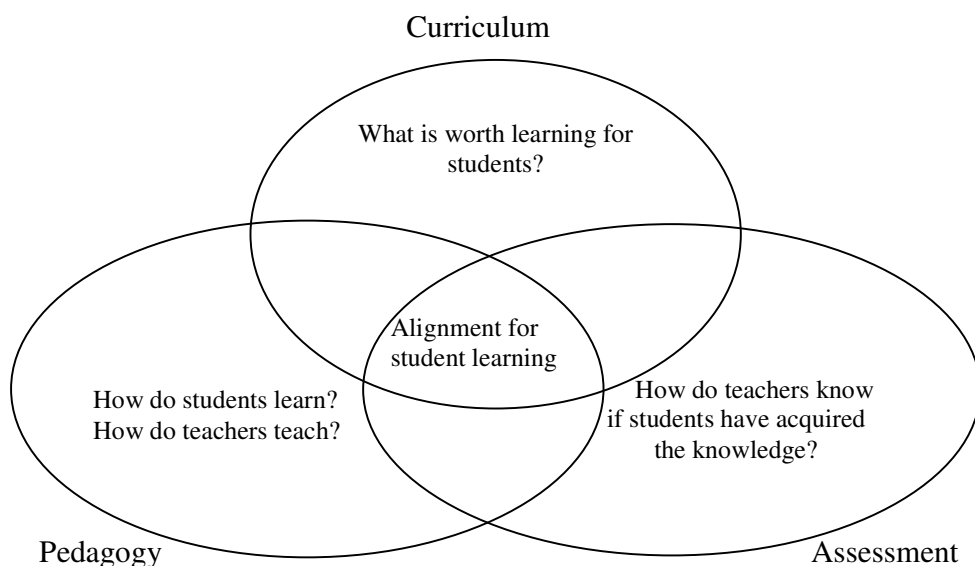 Curriculum
What is worth learning for
students?
Alignment for
student learning
How do students learn?
How do teachers teach?
How do teachers know
if students have acquired
the knowledge?
Pedagogy
Assessment